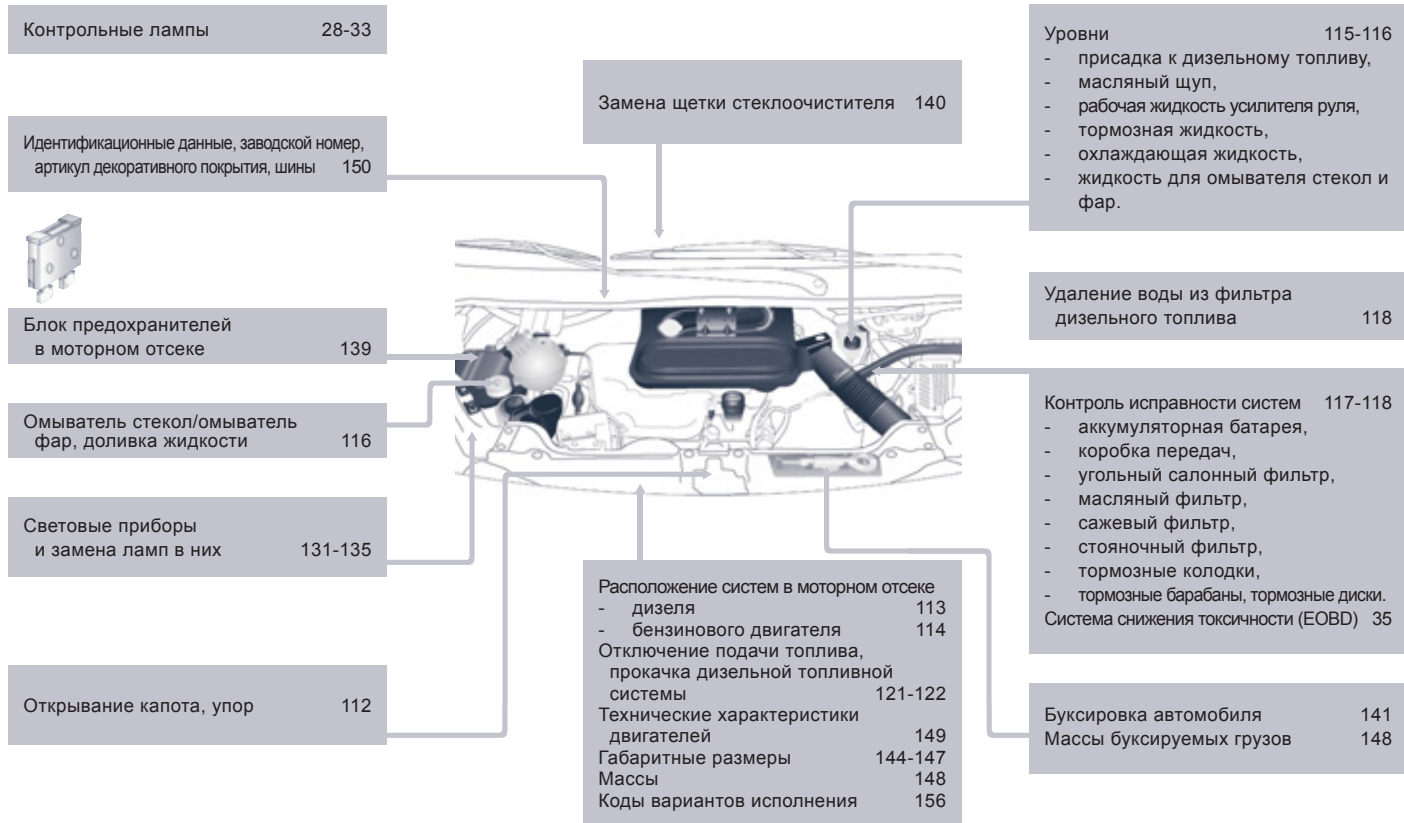 Контрольные лампы 28-33
Идентификационные данные, заводской номер,
артикул декоративного покрытия, шины 150
Блок предохранителей
в моторном отсеке 139
Омыватель стекол/омыватель
фар, доливка жидкости 116
Световые приборы
и замена ламп в них 131-135
Открывание капота, упор 112
Замена щетки стеклоочистителя 140
Расположение систем в моторном отсеке
- дизеля 113
- бензинового двигателя 114
Отключение подачи топлива,
прокачка дизельной топливной
системы 121-122
Технические характеристики
двигателей 149
Габаритные размеры 144-147
Массы 148
Коды вариантов исполнения 156
Уровни 115-116
- присадка к дизельному топливу,
- масляный щуп,
- рабочая жидкость усилителя руля,
- тормозная жидкость,
- охлаждающая жидкость,
- жидкость для омывателя стекол и
фар.
Удаление воды из фильтра
дизельного топлива 118
Контроль исправности систем 117-118
- аккумуляторная батарея,
- коробка передач,
- угольный салонный фильтр,
- масляный фильтр,
- сажевый фильтр,
- стояночный фильтр,
- тормозные колодки,
- тормозные барабаны, тормозные диски.
Система снижения токсичности (EOBD) 35
Буксировка автомобиля 141
Массы буксируемых грузов 148